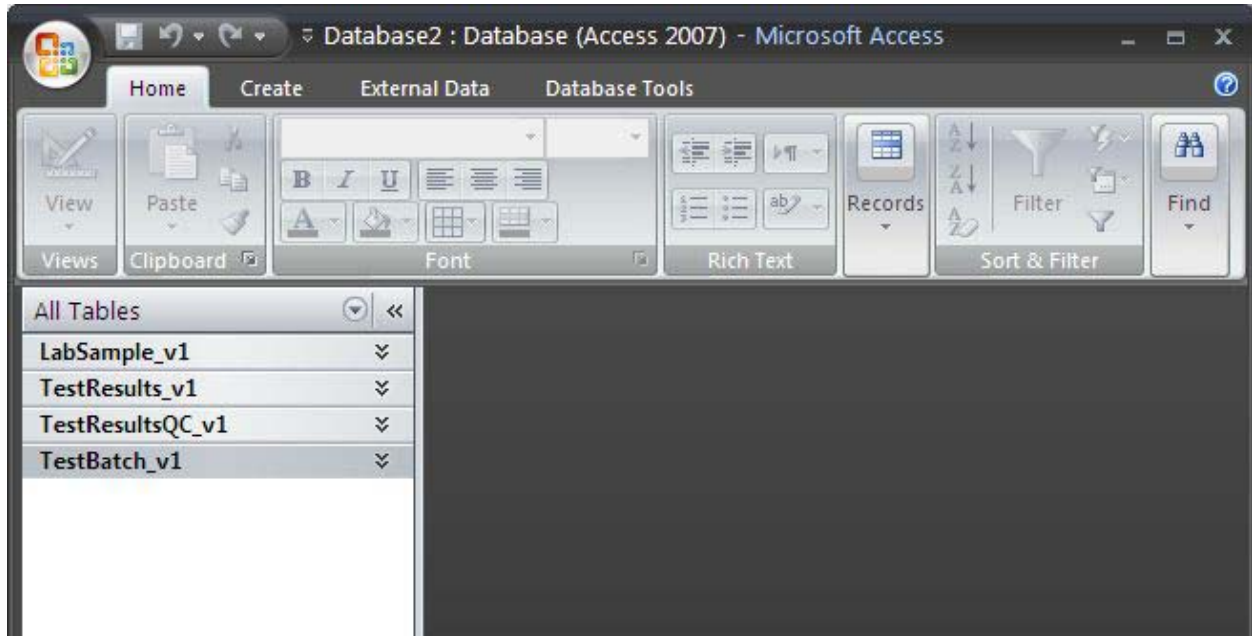 Database2 : Database (Access 2007) - Microsoft Access
Home Create External Data Database Tools
B I U
A
ab
A Z
Z A
A Z
View Paste Records Filter Find
Views Clipboard Font Rich Text Sort & Filter
All Tables
LabSample_v1
TestResults_v1
TestResultsQC_v1
TestBatch_v1